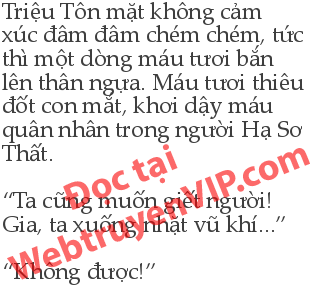 Triệu Tôn mặt không cảm
xúc đâm đâm chém chém, tức
thì một dòng máu tươi bắn
lên thân ngựa. Máu tươi thiêu
đốt con mắt, khơi dậy máu
quân nhân trong người Hạ Sơ
Thất.
Đọc tại
“Ta cũng muốn giết người!
Gia, ta xuống nhặt vũ khí...”
WebtruyenVIP.com
“Không được!”